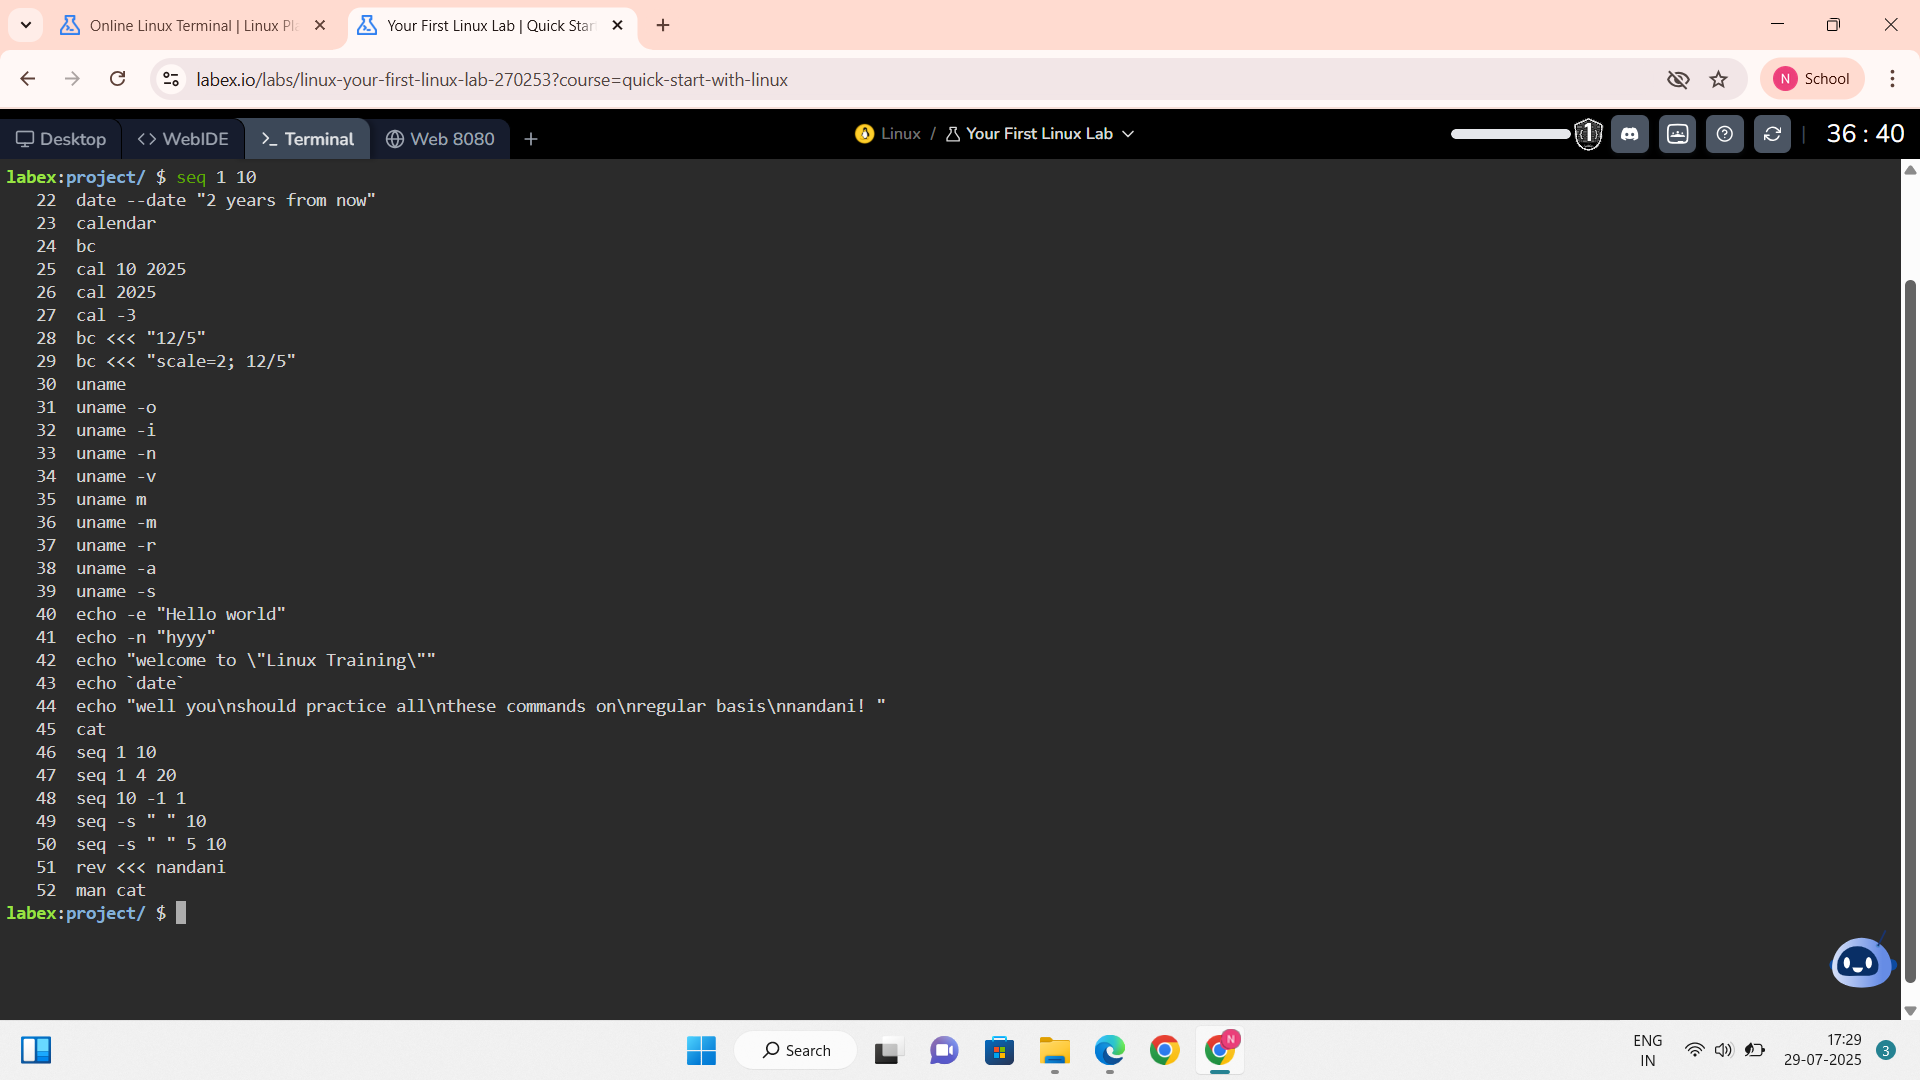 Online Linux Terminal | Linux Pla
Your First Linux Lab | Quick Star
labex.io/labs/linux-your-first-linux-lab-270253?course=quick-start-with-linux
N School
Desktop
WebIDE
Terminal
Web 8080
Linux / Your First Linux Lab
1
36 : 40
labex:project/ $ seq 1 10
22 date --date "2 years from now"
23 calendar
24 bc
25 cal 10 2025
26 cal 2025
27 cal -3
28 bc <<< "12/5"
29 bc <<< "scale=2; 12/5"
30 uname
31 uname -o
32 uname -i
33 uname -n
34 uname -v
35 uname m
36 uname -m
37 uname -r
38 uname -a
39 uname -s
40 echo -e "Hello world"
41 echo -n "hyyy"
42 echo "welcome to \"Linux Training\""
43 echo `date`
44 echo "well you\nshould practice all\nthese commands on\nregular basis\nnandani! "
45 cat
46 seq 1 10
47 seq 1 4 20
48 seq 10 -1 1
49 seq -s " " 10
50 seq -s " " 5 10
51 rev <<< nandani
52 man cat
labex:project/ $
Search
N
ENG
IN
17:29
29-07-2025
3